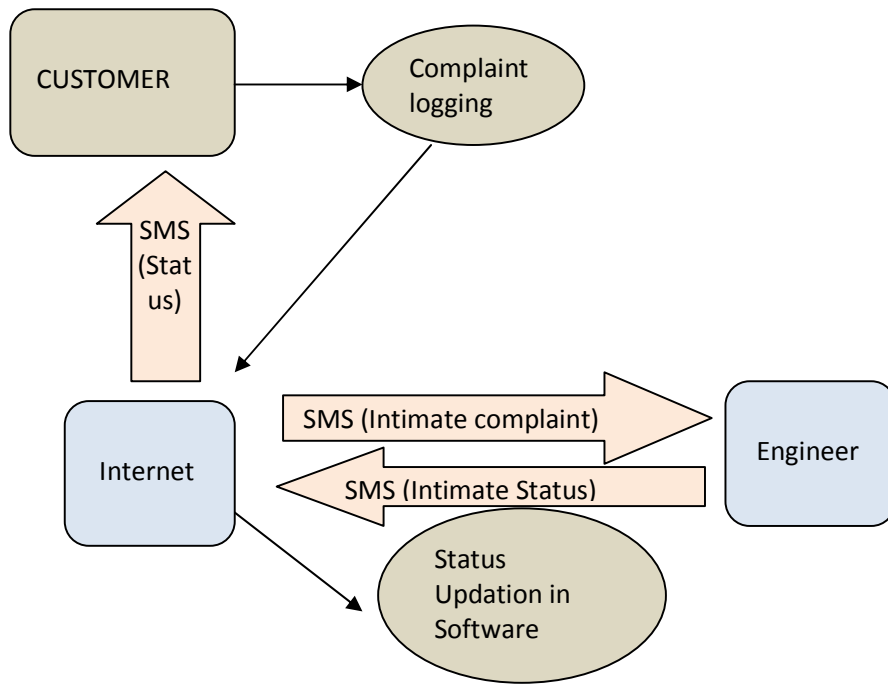 CUSTOMER
Complaint
logging
SMS
(Stat
us)
SMS (Intimate complaint)
Internet
Engineer
SMS (Intimate Status)
Status
Updation in
Software